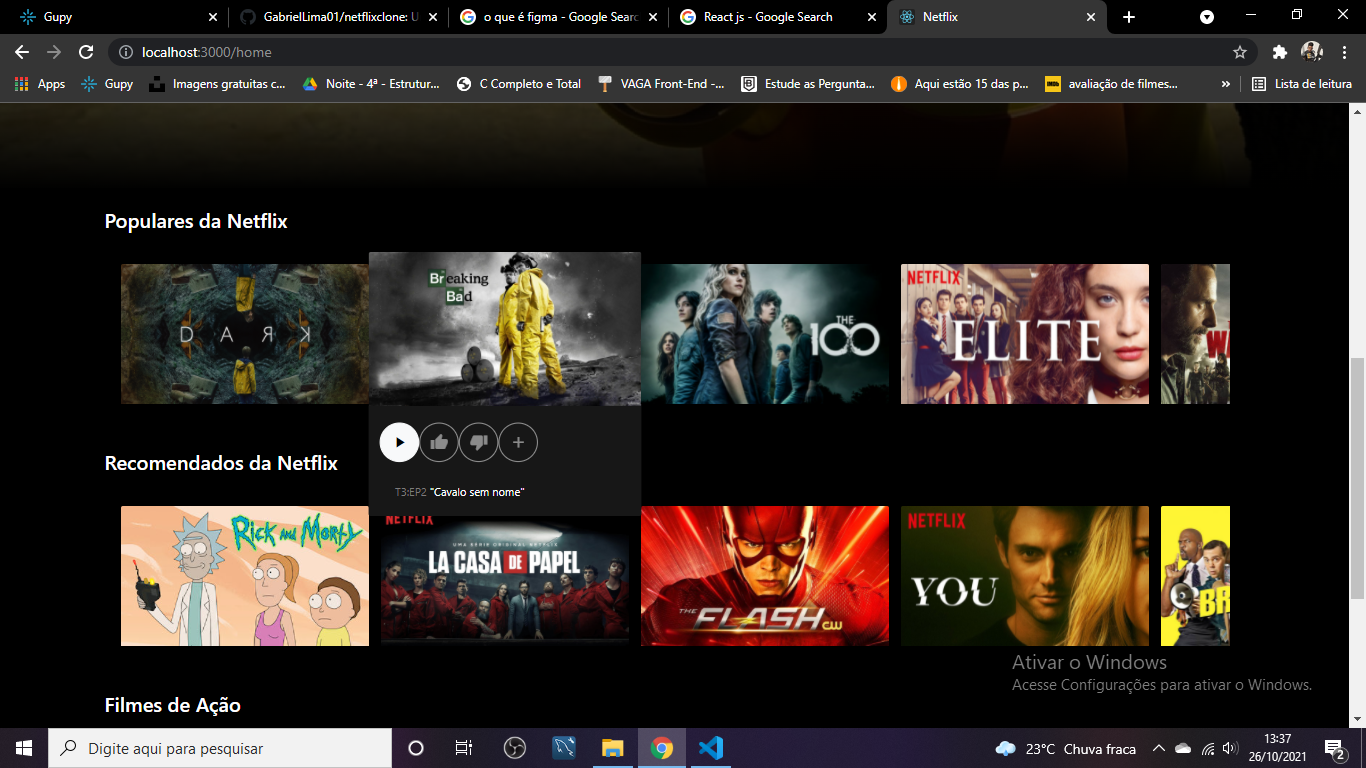 Gupy
GabrielLima01/netflixclone: U
o que é figma - Google Searc
React js - Google Search
Netflix
localhost:3000/home
Apps
Gupy
Imagens gratuitas c...
Noite - 4ª - Estrutur...
C Completo e Total
VAGA Front-End -...
Estude as Pergunta...
Aqui estão 15 das p...
avaliação de filmes...
»
Lista de leitura
Populares da Netflix
DARK
Breaking
Bad
THE
100
NETFLIX
ELITE
W
T3:EP2 "Cavalo sem nome"
Recomendados da Netflix
Rick and Morty
NETFLIX
UMA SÉRIE ORIGINAL NETFLIX
LA CASA DE PAPEL
THE FLASH CW
NETFLIX
YOU
BR
Ativar o Windows
Acesse Configurações para ativar o Windows.
Filmes de Ação
Digite aqui para pesquisar
23°C Chuva fraca
13:37
26/10/2021
2